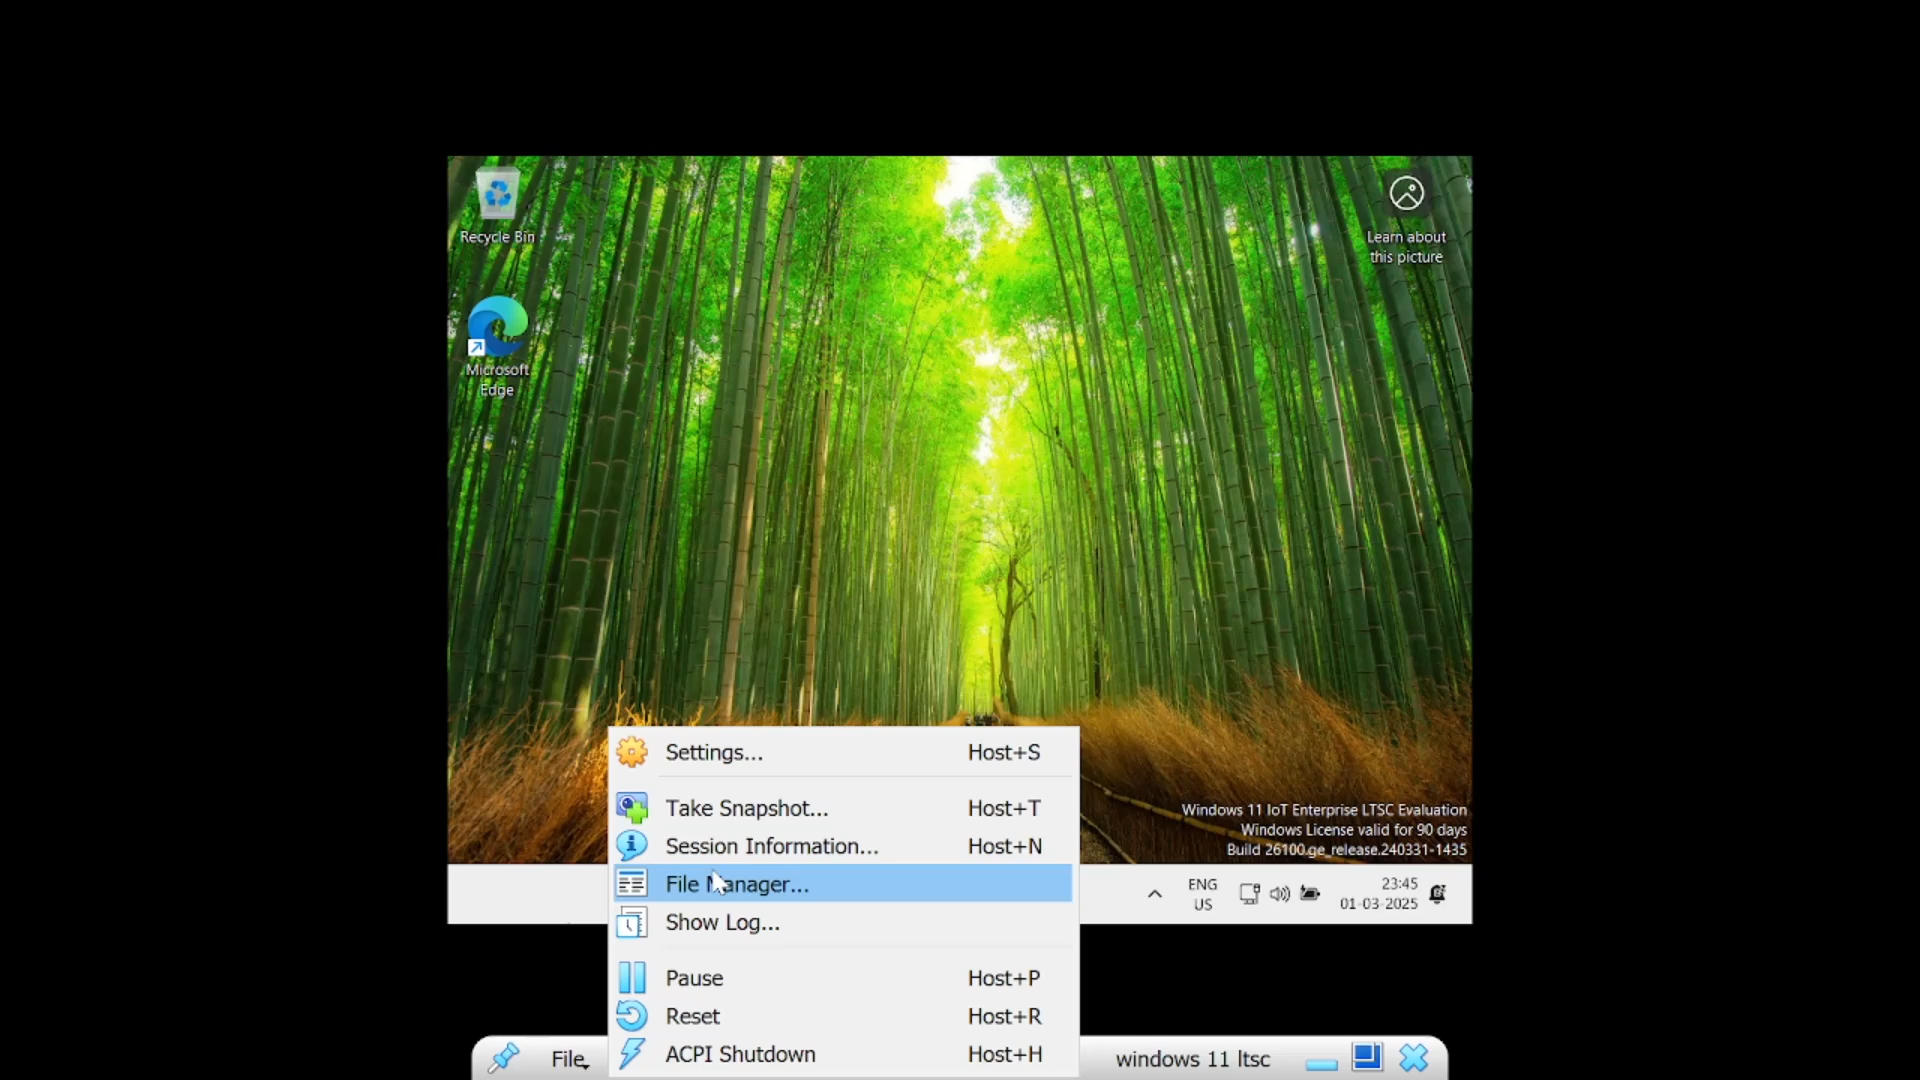 Recycle Bin
Learn about
this picture
Microsoft
Edge
Settings... Host+S
Take Snapshot... Host+T
Session Information... Host+N
File Manager...
Show Log...
Pause Host+P
Reset Host+R
ACPI Shutdown Host+H
Windows 11 IoT Enterprise LTSC Evaluation
Windows License valid for 90 days
Build 26100.ge_release.240331-1435
ENG
US
23:45
01-03-2025
File
windows 11 ltsc